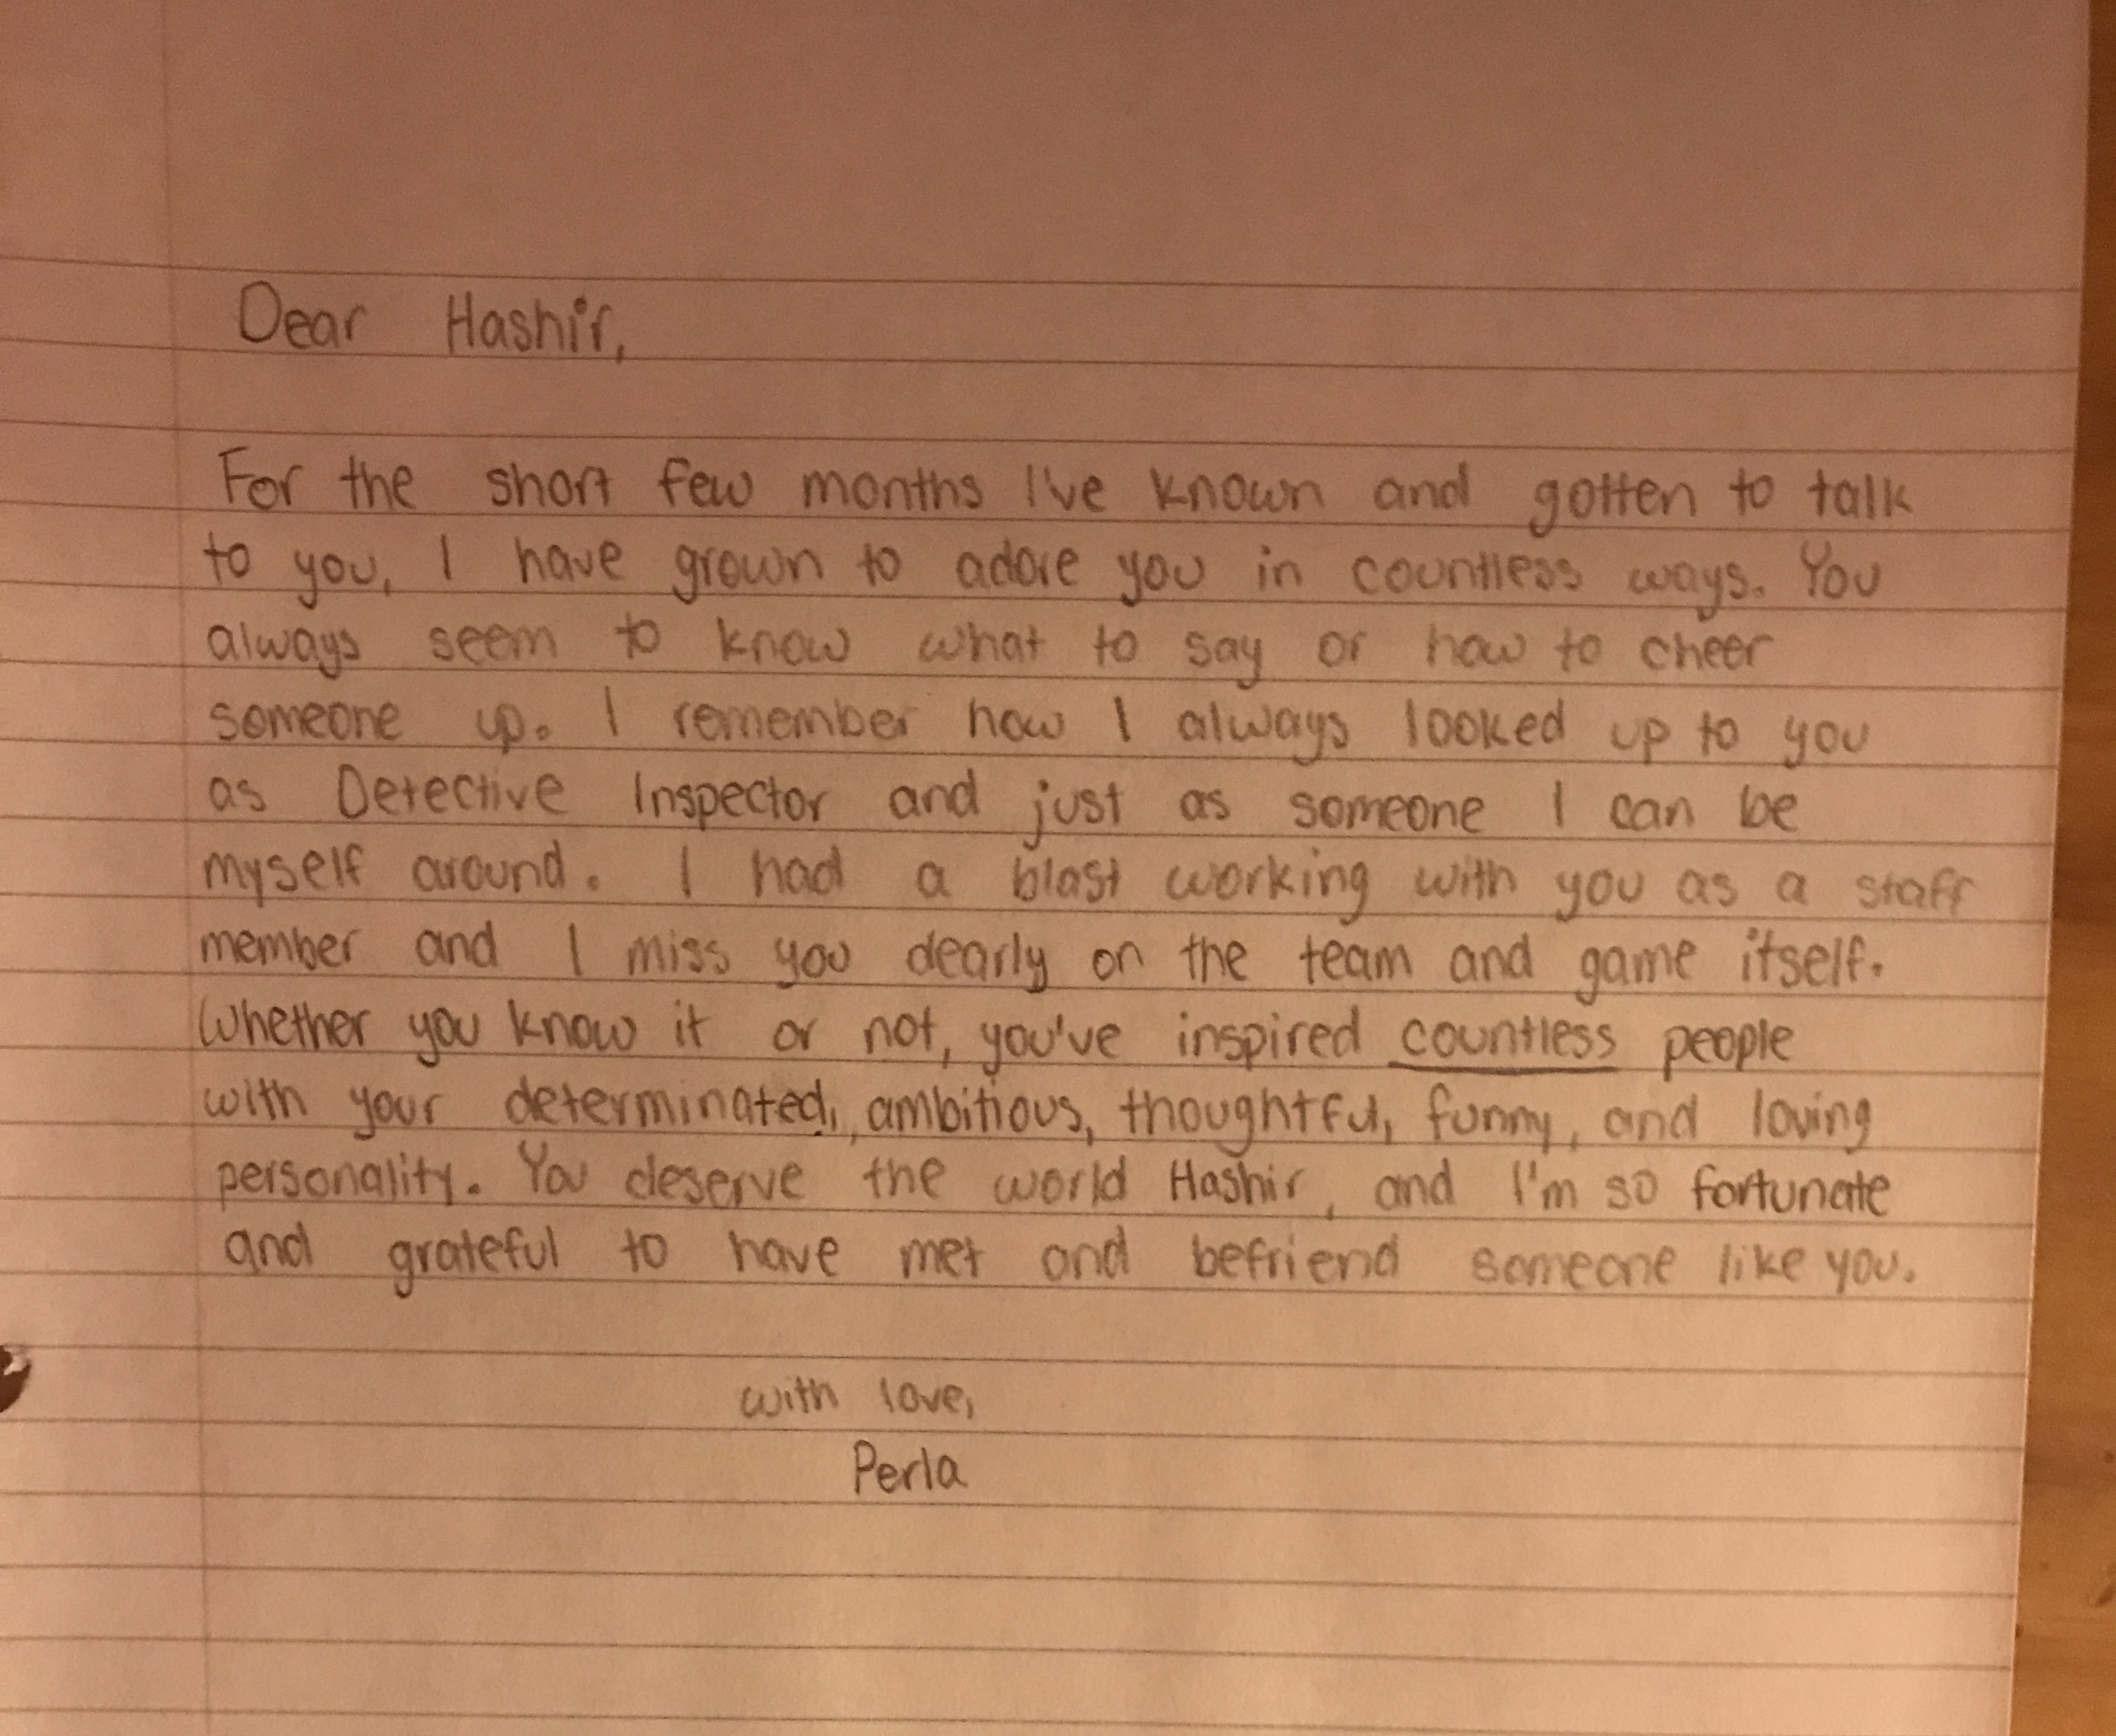 Dear Hashir,
For the short few months I've known and gotten to talk
to you, I have grown to adore you in countless ways. You
always seem to know what to say or how to cheer
someone up. I remember how I always looked up to you
as Detective Inspector and just as someone I can be
myself around. I had a blast working with you as a staff
member and I miss you dearly on the team and game itself.
Whether you know it or not, you've inspired countless people
with your determinated, ambitious, thoughtful, funny, and loving
personality. You deserve the world Hashir, and I'm so fortunate
and grateful to have met and befriend someone like you.
with love,
Perla